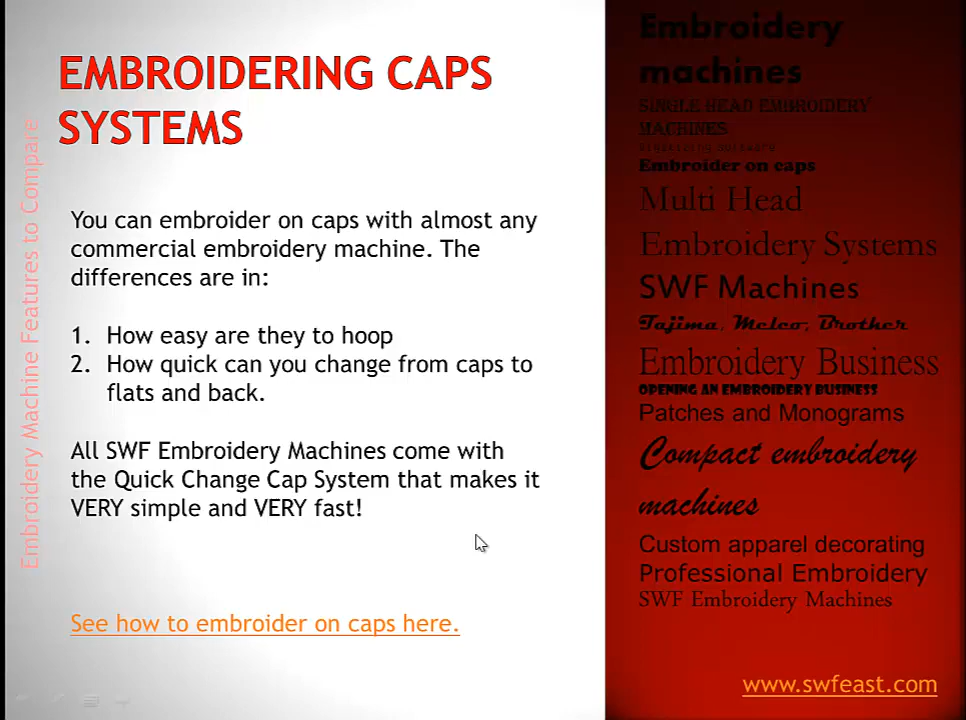 EMBROIDERING CAPS
SYSTEMS
Embroidery Machine Features to Compare
You can embroider on caps with almost any
commercial embroidery machine. The
differences are in:
1. How easy are they to hoop
2. How quick can you change from caps to
flats and back.
All SWF Embroidery Machines come with
the Quick Change Cap System that makes it
VERY simple and VERY fast!
See how to embroider on caps here.
Embroidery
machines
SINGLE HEAD EMBROIDERY
MACHINES
Digitizing Software
Embroider on caps
Multi Head
Embroidery Systems
SWF Machines
Tajima, Melco, Brother
Embroidery Business
OPENING AN EMBROIDERY BUSINESS
Patches and Monograms
Compact embroidery
machines
Custom apparel decorating
Professional Embroidery
SWF Embroidery Machines
www.swfeast.com